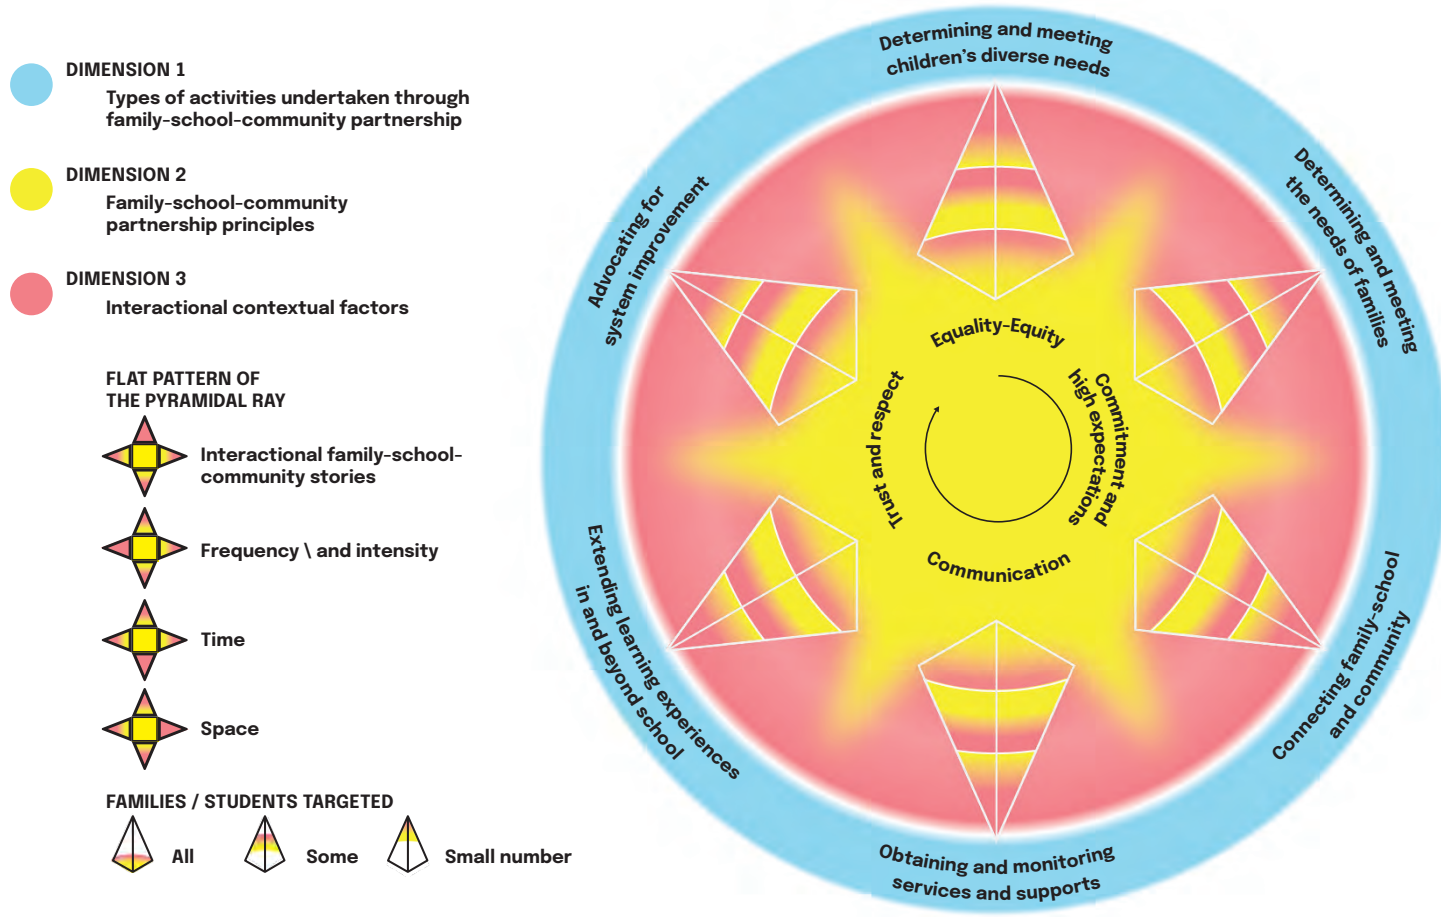 DIMENSION 1
Types of activities undertaken through
family-school-community partnership
DIMENSION 2
Family-school-community
partnership principles
DIMENSION 3
Interactional contextual factors
FLAT PATTERN OF
THE PYRAMIDAL RAY
Interactional family-school-
community stories
Frequency \ and intensity
Time
Space
FAMILIES / STUDENTS TARGETED
All
Some
Small number
Determining and meeting
children's diverse needs
Determining and meeting
the needs of families
Connecting family-school
and community
Obtaining and monitoring
services and supports
Extending learning experiences
in and beyond school
Advocating for
system improvement
Equality-Equity
Commitment and
high expectations
Communication
Trust and respect